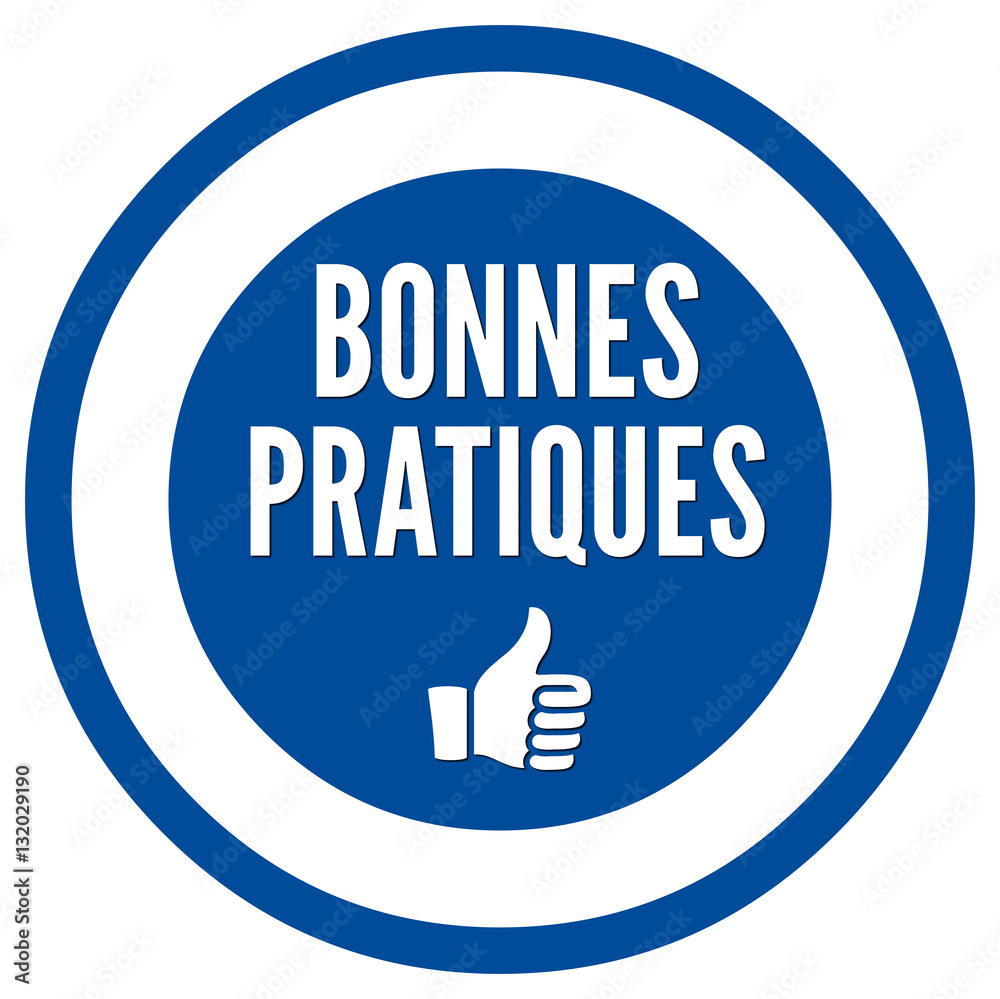 BONNES
PRATIQUES
Adobe Stock | #132029190